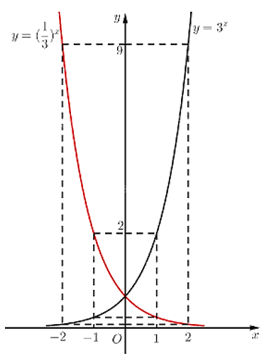 y
y = (1/3)^x
y = 3^x
9
2
−2 −1 O 1 2 x